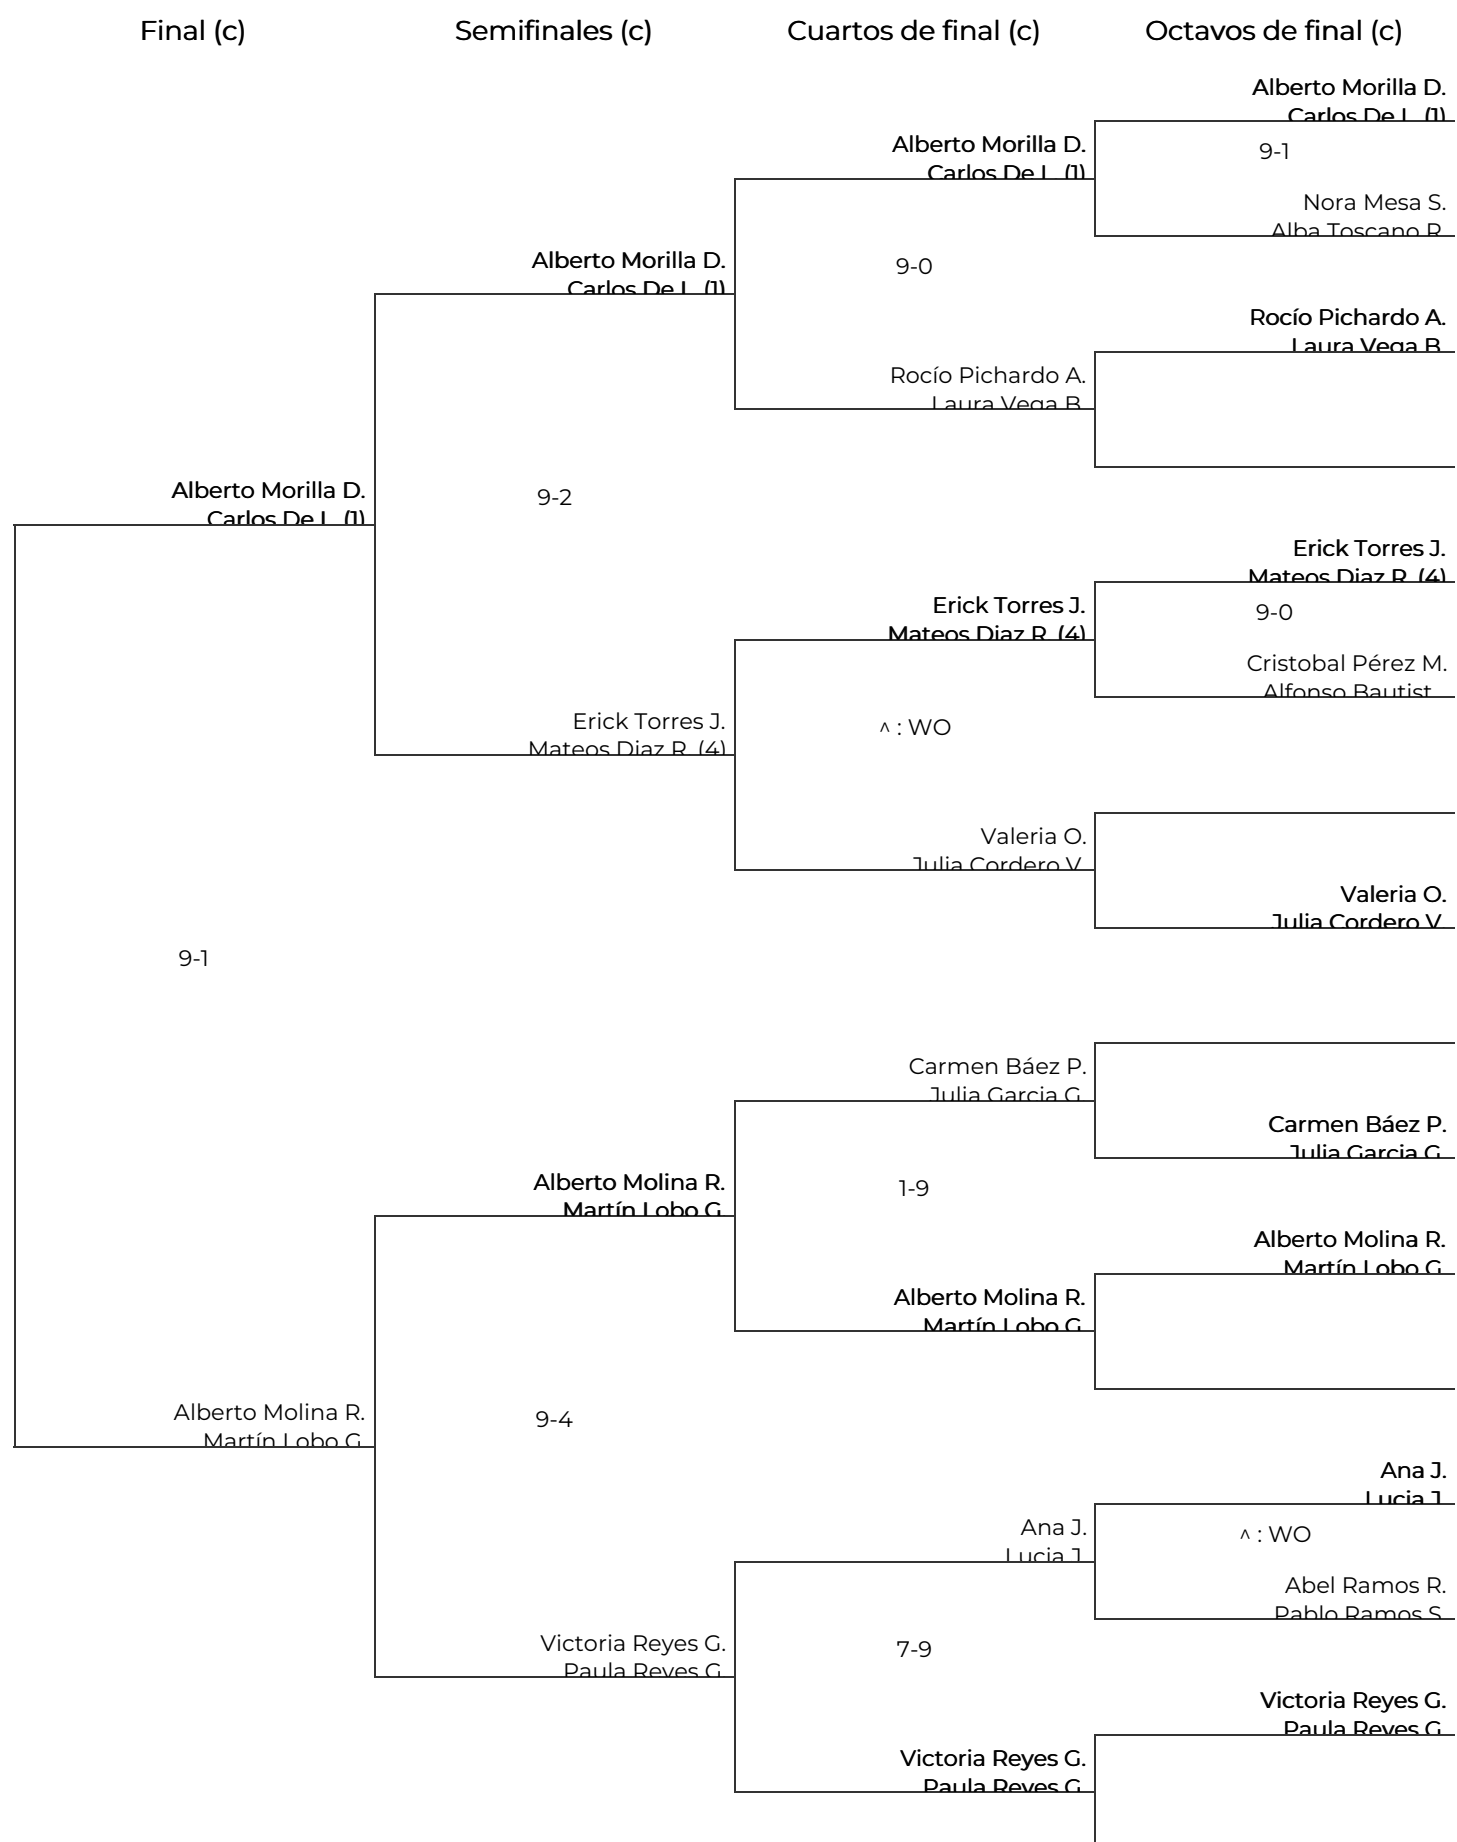 Final (c)
Semifinales (c)
Cuartos de final (c)
Octavos de final (c)
Alberto Morilla D.
Carlos De L. (1)
9-1
Nora Mesa S.
Alba Toscano R.
Rocío Pichardo A.
Laura Vega B.
Erick Torres J.
Mateos Diaz R. (4)
9-0
Cristobal Pérez M.
Alfonso Bautist...
Valeria O.
Julia Cordero V.
Carmen Báez P.
Julia Garcia G.
Alberto Molina R.
Martín Lobo G.
Ana J.
Lucia J.
^ : WO
Abel Ramos R.
Pablo Ramos S.
Victoria Reyes G.
Paula Reyes G.
Alberto Morilla D.
Carlos De L. (1)
9-0
Rocío Pichardo A.
Laura Vega B.
Erick Torres J.
Mateos Diaz R. (4)
^ : WO
Valeria O.
Julia Cordero V.
Carmen Báez P.
Julia Garcia G.
1-9
Alberto Molina R.
Martín Lobo G.
Ana J.
Lucia J.
7-9
Victoria Reyes G.
Paula Reyes G.
Alberto Morilla D.
Carlos De L. (1)
9-2
Erick Torres J.
Mateos Diaz R. (4)
Alberto Molina R.
Martín Lobo G.
9-4
Victoria Reyes G.
Paula Reyes G.
Alberto Morilla D.
Carlos De L. (1)
9-1
Alberto Molina R.
Martín Lobo G.